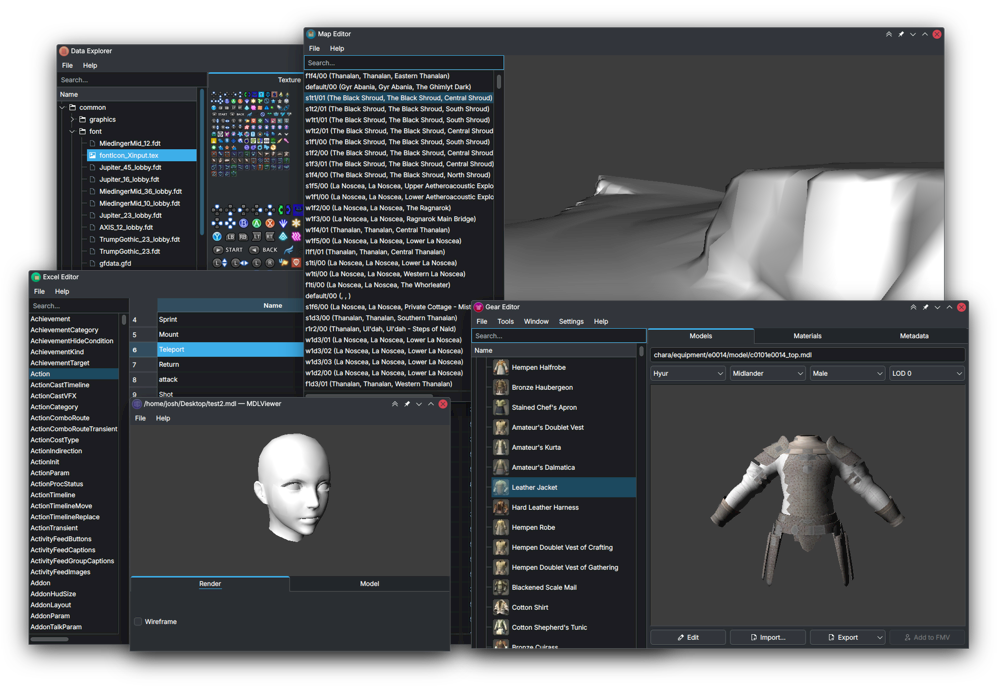 Data Explorer
File Help
Search...
Texture
Name
common
graphics
font
MiedingerMid_12.fdt
fonticon_Xinput.tex
Jupiter_45_lobby.fdt
Jupiter_16_lobby.fdt
MiedingerMid_36_lobby.fdt
MiedingerMid_10_lobby.fdt
Jupiter_23_lobby.fdt
AXIS_12_lobby.fdt
TrumpGothic_23_lobby.fdt
TrumpGothic_23.fdt
gfdata.gfd
START BACK
Map Editor
File Help
Search...
f1f4/00 (Thanalan, Thanalan, Eastern Thanalan)
default/00 (Gyr Abania, Gyr Abania, The Ghimlyt Dark)
s1t1/01 (The Black Shroud, The Black Shroud, Central Shroud)
s1t2/01 (The Black Shroud, The Black Shroud, South Shroud)
w1t1/00 (The Black Shroud, The Black Shroud, South Shroud)
w1t2/01 (The Black Shroud, The Black Shroud, Central Shroud
s1f1/00 (The Black Shroud, The Black Shroud, South Shroud)
s1f2/00 (The Black Shroud, The Black Shroud, Central Shroud
s1f3/01 (The Black Shroud, The Black Shroud, Central Shroud)
s1f4/00 (The Black Shroud, The Black Shroud, North Shroud)
s1f5/00 (La Noscea, La Noscea, Upper Aetheroacoustic Explo
w1f1/00 (La Noscea, La Noscea, Lower Aetheroacoustic Explo
w1f2/00 (La Noscea, La Noscea, The Ragnarok)
w1f3/00 (La Noscea, La Noscea, Ragnarok Main Bridge)
w1f4/01 (Thanalan, Thanalan, Central Thanalan)
w1f5/00 (La Noscea, La Noscea, Lower La Noscea)
l1f1/01 (Thanalan, Thanalan, Central Thanalan)
s1ti/00 (La Noscea, La Noscea, Lower La Noscea)
w1ti/00 (La Noscea, La Noscea, Western La Noscea)
f1ti/00 (La Noscea, La Noscea, The Whorleater)
default/00 (, , )
s1f6/00 (La Noscea, La Noscea, Private Cottage - Mist
s1d3/00 (Thanalan, Thanalan, Southern Thanalan)
r1r2/00 (Thanalan, Ul'dah, Ul'dah - Steps of Nald)
w1d3/01 (La Noscea, La Noscea, Lower La Noscea)
w1d3/02 (La Noscea, La Noscea, Lower La Noscea)
w1d3/03 (La Noscea, La Noscea, Lower La Noscea)
w1d2/00 (La Noscea, La Noscea, Lower La Noscea)
f1d3/01 (Thanalan, Thanalan, Western Thanalan)
Excel Editor
File Help
Search...
Achievement
AchievementCategory
AchievementHideCondition
AchievementKind
AchievementTarget
Action
ActionCastTimeline
ActionCastVFX
ActionCategory
ActionComboRoute
ActionComboRouteTransient
ActionCostType
ActionIndirection
ActionInit
ActionParam
ActionProcStatus
ActionTimeline
ActionTimelineMove
ActionTimelineReplace
ActionTransient
ActivityFeedButtons
ActivityFeedCaptions
ActivityFeedGroupCaptions
ActivityFeedImages
Addon
AddonHudSize
AddonLayout
AddonParam
AddonTalkParam
Name
4 Sprint
5 Mount
6 Teleport
7 Return
8 attack
9 Shot
/home/josh/Desktop/test2.mdl — MDLViewer
File Help
Render Model
Wireframe
Gear Editor
File Tools Window Settings Help
Search...
Name
Hempen Halfrobe
Bronze Haubergeon
Stained Chef's Apron
Amateur's Doublet Vest
Amateur's Kurta
Amateur's Dalmatica
Leather Jacket
Hard Leather Harness
Hempen Robe
Hempen Doublet Vest of Crafting
Hempen Doublet Vest of Gathering
Blackened Scale Mail
Cotton Shirt
Cotton Shepherd's Tunic
Bronze Cuirass
Models Materials Metadata
chara/equipment/e0014/model/c0101e0014_top.mdl
Hyur Midlander Male LOD 0
Edit Import... Export Add to FMV